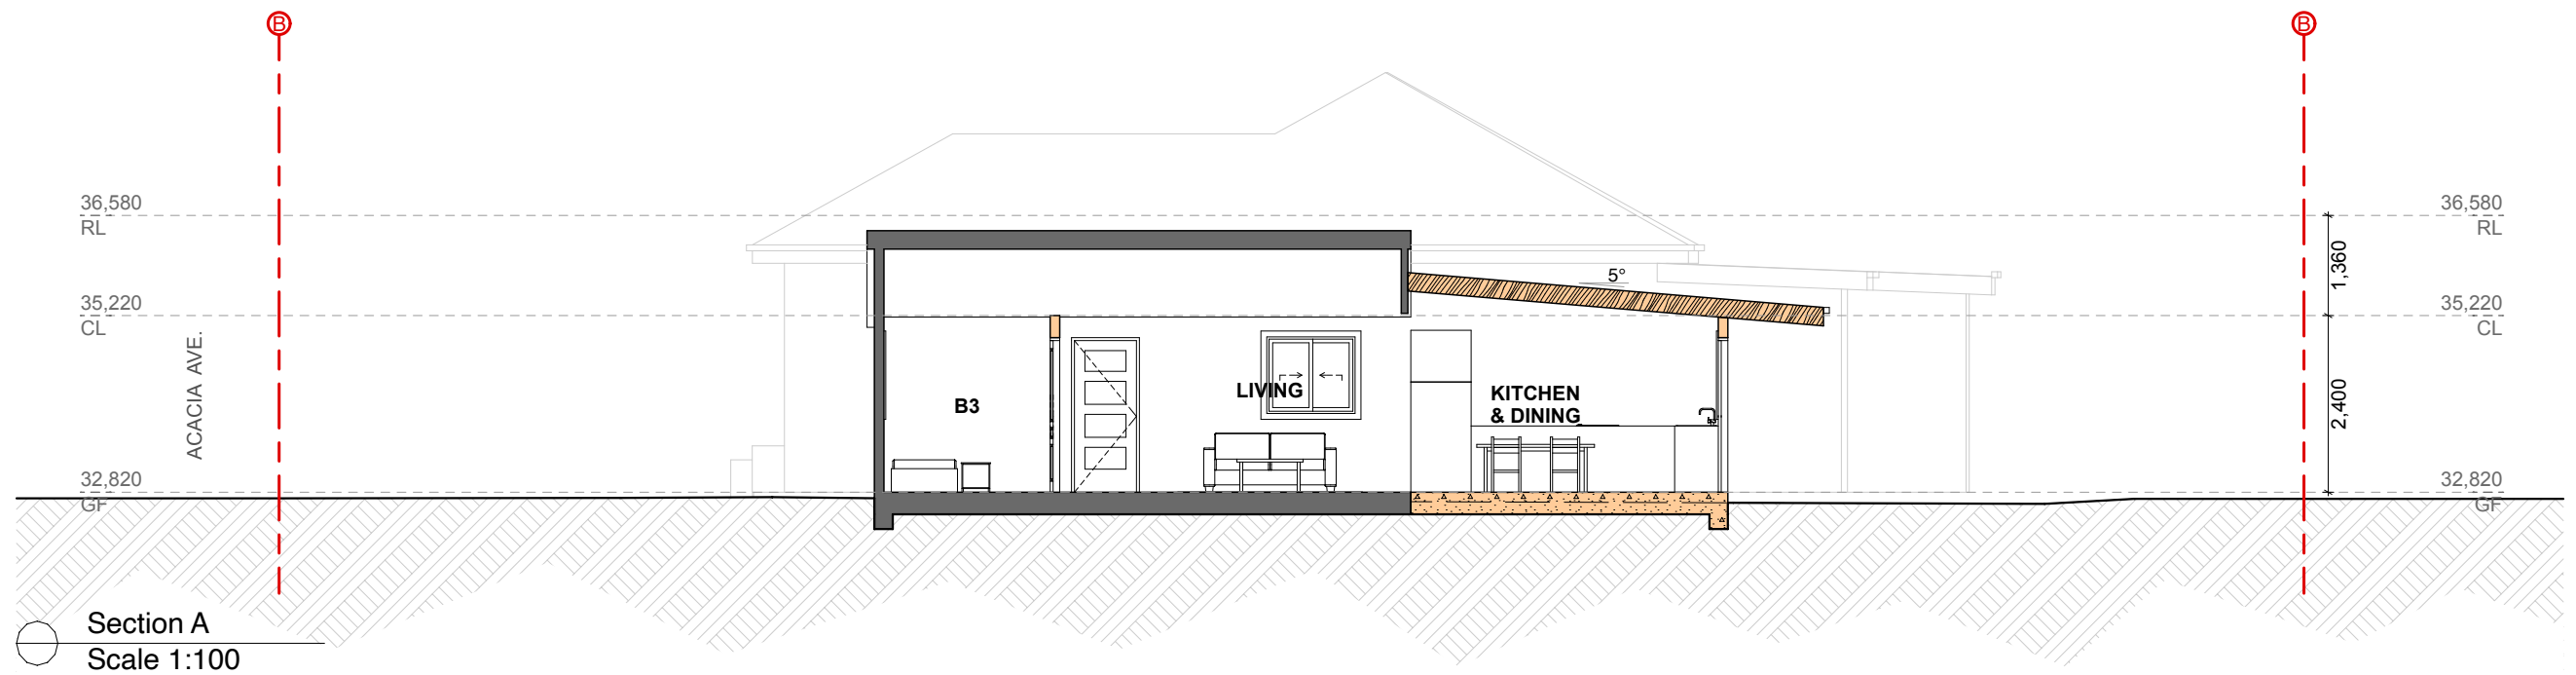 B
B
36,580
RL
36,580
RL
1,360
5°
35,220
CL
35,220
CL
ACACIA AVE.
B3
LIVING
KITCHEN
& DINING
2,400
32,820
GF
32,820
GF
Section A
Scale 1:100